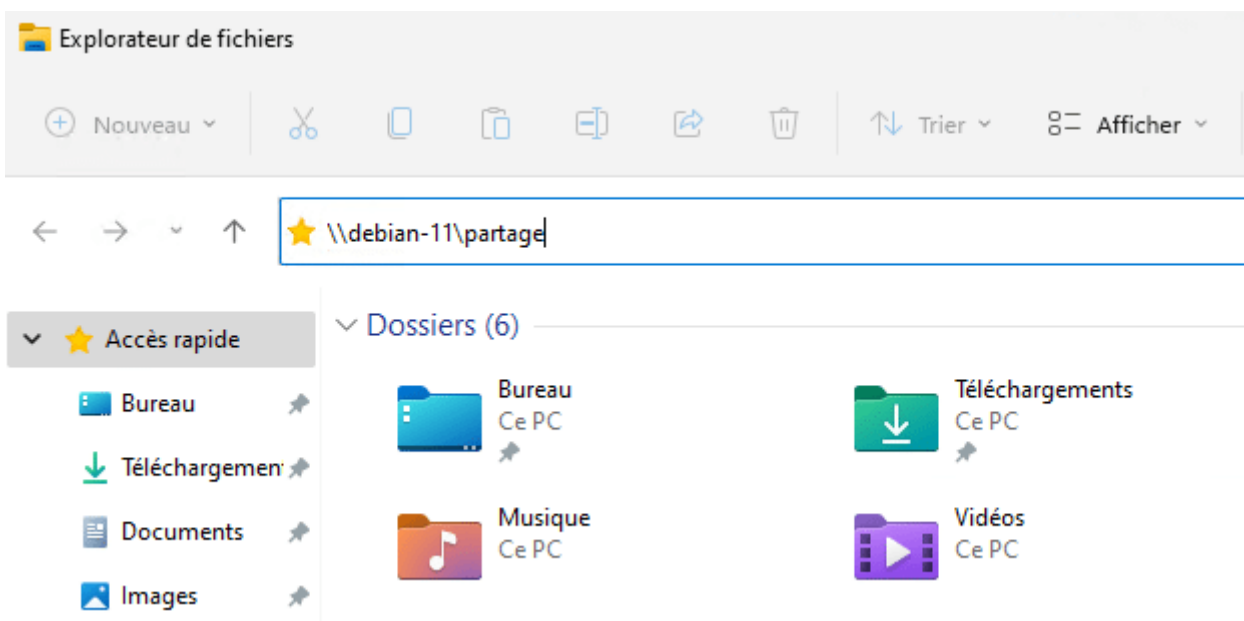 Explorateur de fichiers
Nouveau
Trier
Afficher
\\debian-11\partage
Accès rapide
Bureau
Téléchargemen
Documents
Images
Dossiers (6)
Bureau
Ce PC
Téléchargements
Ce PC
Musique
Ce PC
Vidéos
Ce PC